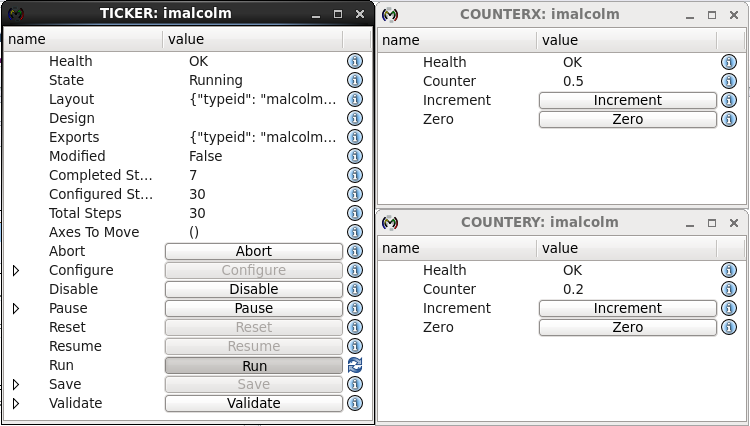 TICKER: imalcolm
name value
Health OK
State Running
Layout {"typeid": "malcolm...
Design
Exports {"typeid": "malcolm...
Modified False
Completed St... 7
Configured St... 30
Total Steps 30
Axes To Move ()
Abort Abort
Configure Configure
Disable Disable
Pause Pause
Reset Reset
Resume Resume
Run Run
Save Save
Validate Validate
COUNTERX: imalcolm
name value
Health OK
Counter 0.5
Increment Increment
Zero Zero
COUNTERY: imalcolm
name value
Health OK
Counter 0.2
Increment Increment
Zero Zero